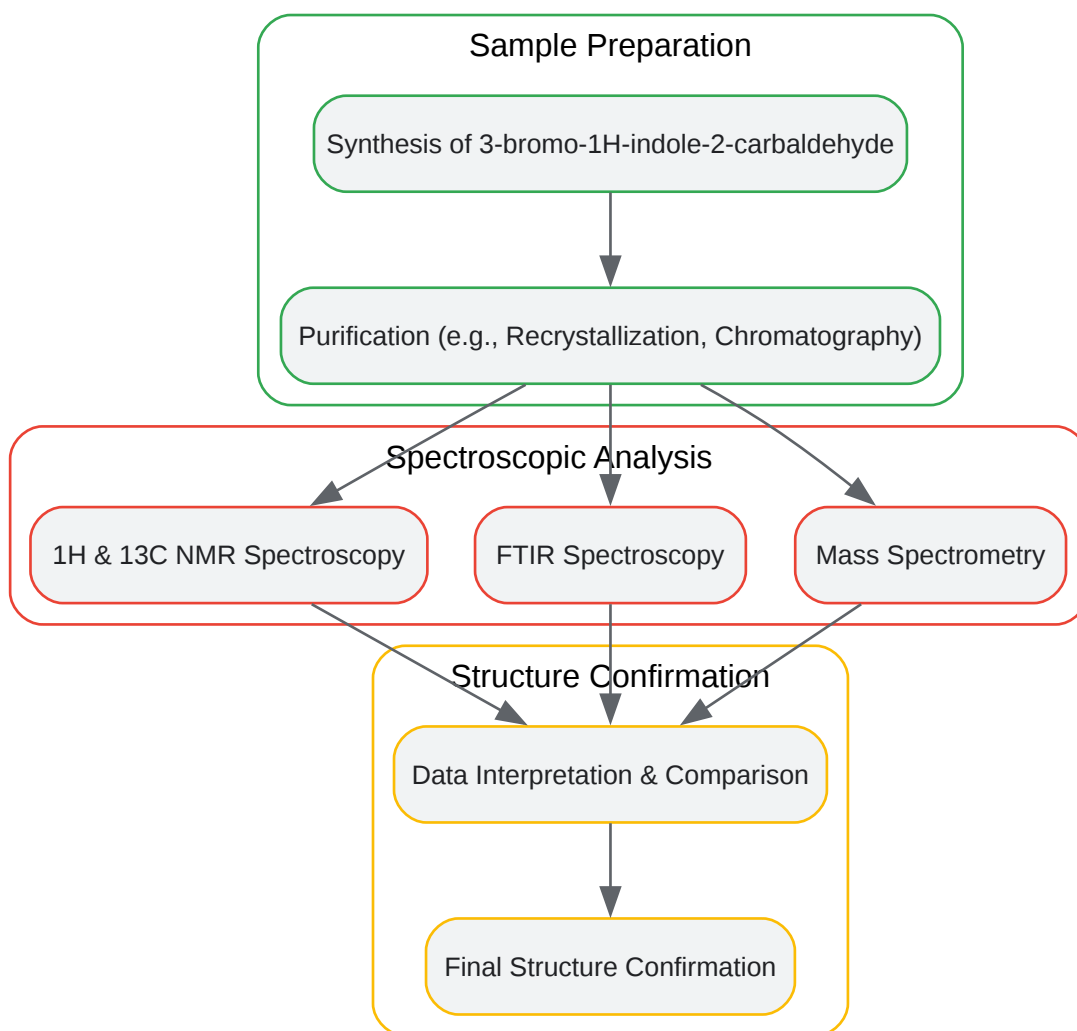 Sample Preparation
Synthesis of 3-bromo-1H-indole-2-carbaldehyde
Purification (e.g., Recrystallization, Chromatography)
Spectroscopic Analysis
1H & 13C NMR Spectroscopy
FTIR Spectroscopy
Mass Spectrometry
Structure Confirmation
Data Interpretation & Comparison
Final Structure Confirmation